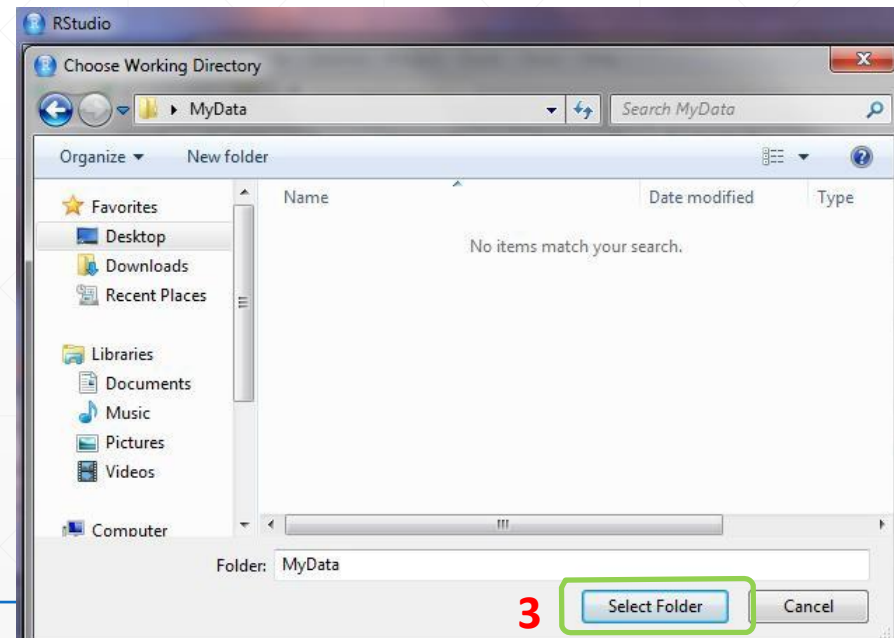 RStudio
Choose Working Directory
MyData
Search MyData
Organize
New folder
Name
Date modified
Type
Favorites
Desktop
Downloads
Recent Places
Libraries
Documents
Music
Pictures
Videos
Computer
No items match your search.
Folder: MyData
3
Select Folder
Cancel